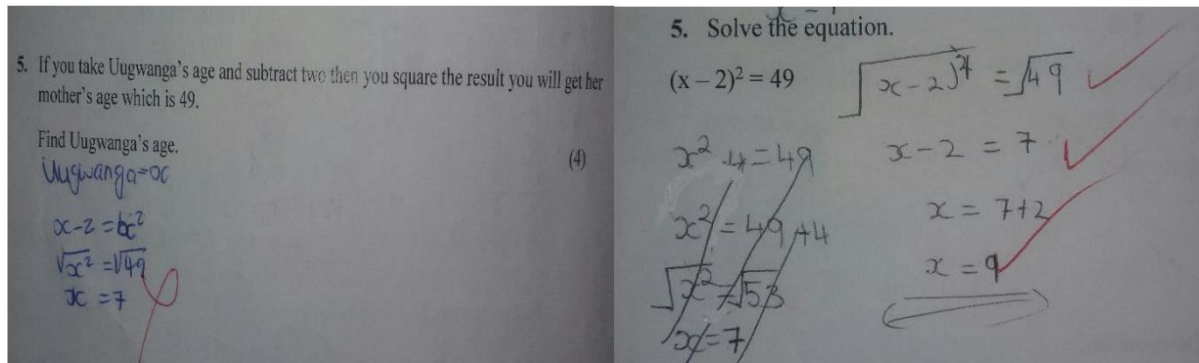 5. If you take Uugwanga's age and subtract two then you square the result you will get her
mother's age which is 49.
Find Uugwanga's age.
(4)
Uugwanga=x
x-2 = x²
√x² = √49
x = 7
5. Solve the equation.
(x – 2)² = 49
x² -4 = 49
x² = 49 +4
√x² = √53
x = 7
√(x-2)² = √49
x-2 = 7
x = 7+2
x = 9